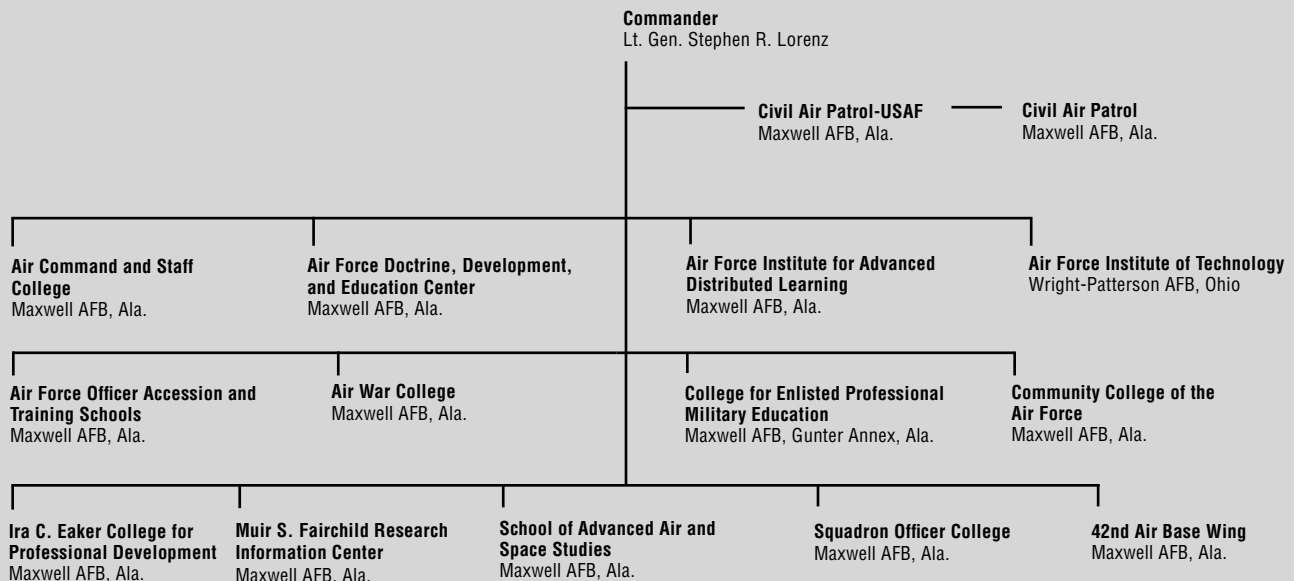 Commander
Lt. Gen. Stephen R. Lorenz
Civil Air Patrol-USAF
Maxwell AFB, Ala.
Civil Air Patrol
Maxwell AFB, Ala.
Air Command and Staff
College
Maxwell AFB, Ala.
Air Force Doctrine, Development,
and Education Center
Maxwell AFB, Ala.
Air Force Institute for Advanced
Distributed Learning
Maxwell AFB, Ala.
Air Force Institute of Technology
Wright-Patterson AFB, Ohio
Air Force Officer Accession and
Training Schools
Maxwell AFB, Ala.
Air War College
Maxwell AFB, Ala.
College for Enlisted Professional
Military Education
Maxwell AFB, Gunter Annex, Ala.
Community College of the
Air Force
Maxwell AFB, Ala.
Ira C. Eaker College for
Professional Development
Maxwell AFB, Ala.
Muir S. Fairchild Research
Information Center
Maxwell AFB, Ala.
School of Advanced Air and
Space Studies
Maxwell AFB, Ala.
Squadron Officer College
Maxwell AFB, Ala.
42nd Air Base Wing
Maxwell AFB, Ala.